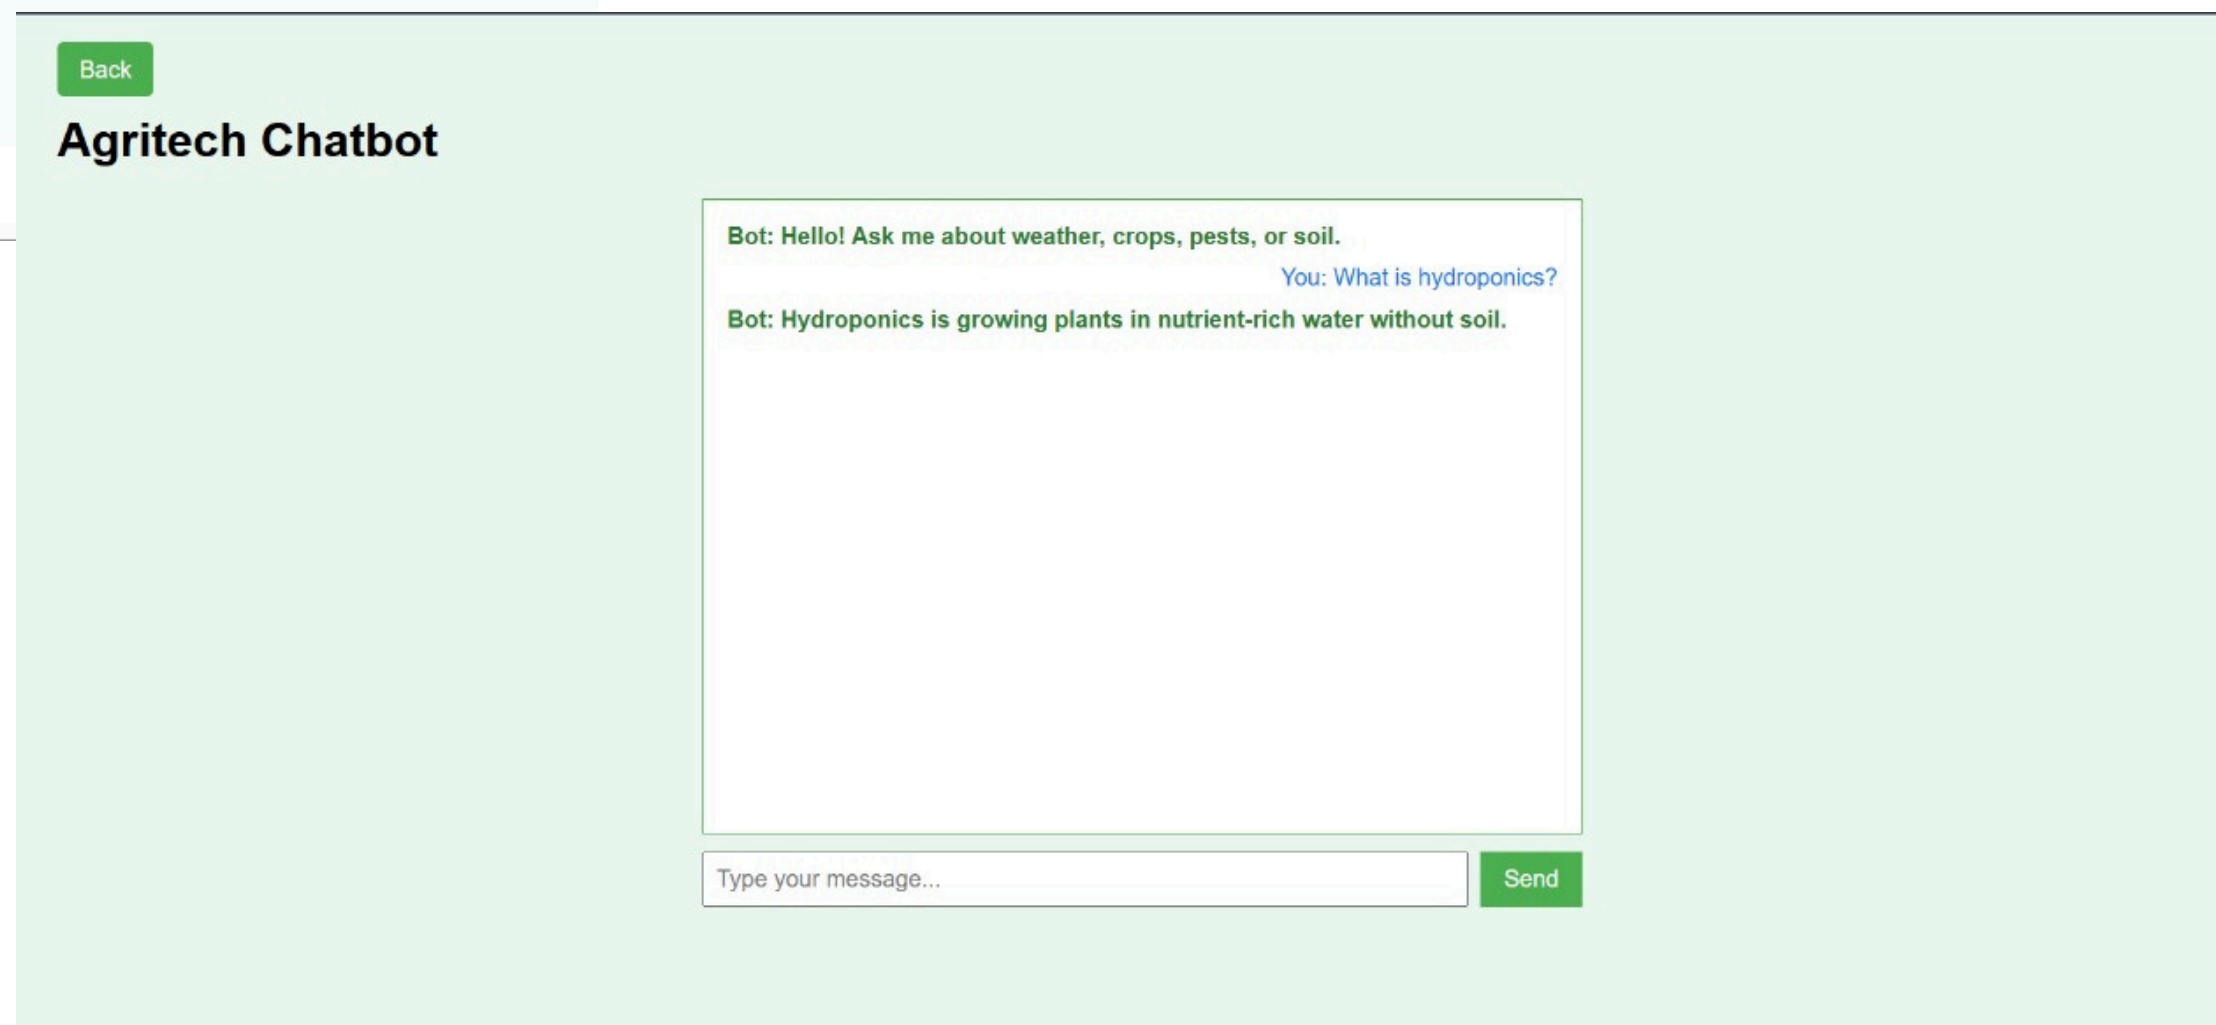 Back
Agritech Chatbot
Bot: Hello! Ask me about weather, crops, pests, or soil.
You: What is hydroponics?
Bot: Hydroponics is growing plants in nutrient-rich water without soil.
Type your message...
Send